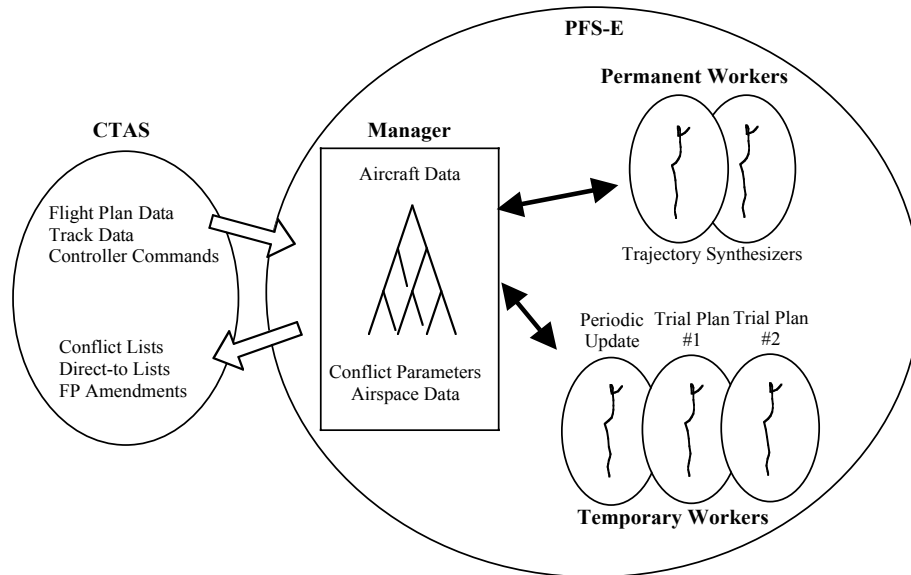 PFS-E
Permanent Workers
CTAS
Manager
Aircraft Data
Flight Plan Data
Track Data
Controller Commands
Trajectory Synthesizers
Periodic
Update
Trial Plan
#1
Trial Plan
#2
Conflict Lists
Direct-to Lists
FP Amendments
Conflict Parameters
Airspace Data
Temporary Workers